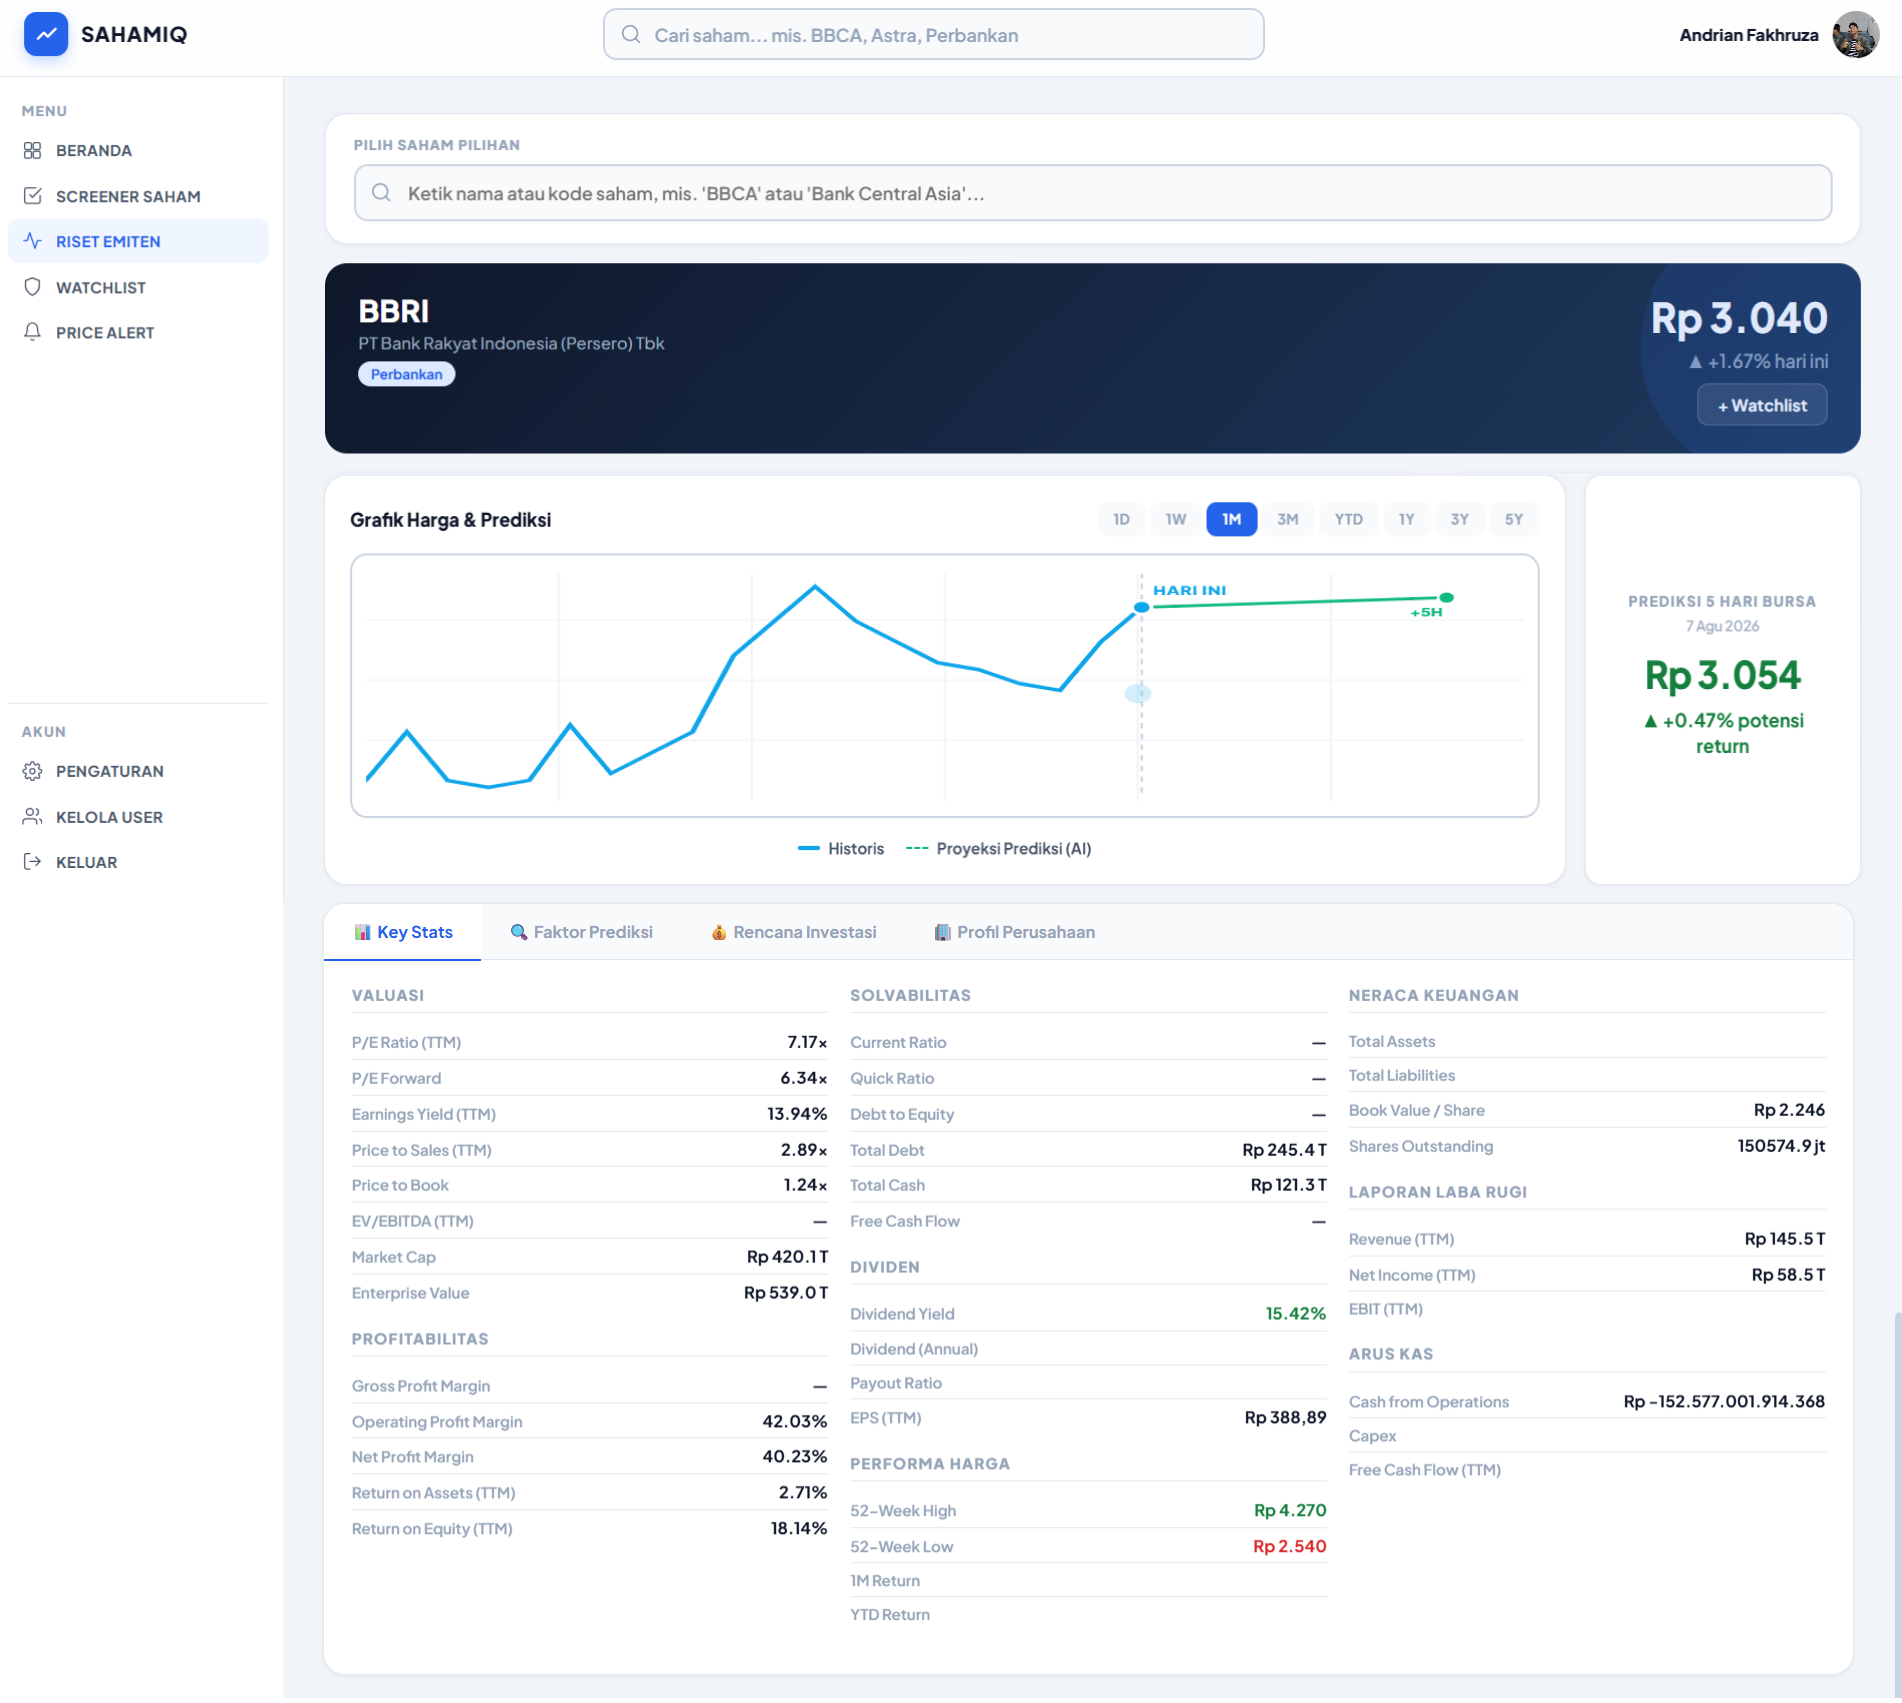 SAHAMIQ
Cari saham... mis. BBCA, Astra, Perbankan
Andrian Fakhruza
MENU
BERANDA
SCREENER SAHAM
RISET EMITEN
WATCHLIST
PRICE ALERT
AKUN
PENGATURAN
KELOLA USER
KELUAR
PILIH SAHAM PILIHAN
Ketik nama atau kode saham, mis. 'BBCA' atau 'Bank Central Asia'...
BBRI
PT Bank Rakyat Indonesia (Persero) Tbk
Perbankan
Rp 3.040
▲ +1.67% hari ini
+ Watchlist
Grafik Harga & Prediksi
1D 1W 1M 3M YTD 1Y 3Y 5Y
HARI INI
+5H
Historis
Proyeksi Prediksi (AI)
PREDIKSI 5 HARI BURSA
7 Agu 2026
Rp 3.054
▲ +0.47% potensi
return
Key Stats
Faktor Prediksi
Rencana Investasi
Profil Perusahaan
VALUASI
P/E Ratio (TTM) 7.17×
P/E Forward 6.34×
Earnings Yield (TTM) 13.94%
Price to Sales (TTM) 2.89×
Price to Book 1.24×
EV/EBITDA (TTM) —
Market Cap Rp 420.1 T
Enterprise Value Rp 539.0 T
PROFITABILITAS
Gross Profit Margin —
Operating Profit Margin 42.03%
Net Profit Margin 40.23%
Return on Assets (TTM) 2.71%
Return on Equity (TTM) 18.14%
SOLVABILITAS
Current Ratio —
Quick Ratio —
Debt to Equity —
Total Debt Rp 245.4 T
Total Cash Rp 121.3 T
Free Cash Flow —
DIVIDEN
Dividend Yield 15.42%
Dividend (Annual)
Payout Ratio
EPS (TTM) Rp 388,89
PERFORMA HARGA
52-Week High Rp 4.270
52-Week Low Rp 2.540
1M Return
YTD Return
NERACA KEUANGAN
Total Assets
Total Liabilities
Book Value / Share Rp 2.246
Shares Outstanding 150574.9 jt
LAPORAN LABA RUGI
Revenue (TTM) Rp 145.5 T
Net Income (TTM) Rp 58.5 T
EBIT (TTM)
ARUS KAS
Cash from Operations Rp -152.577.001.914.368
Capex
Free Cash Flow (TTM)